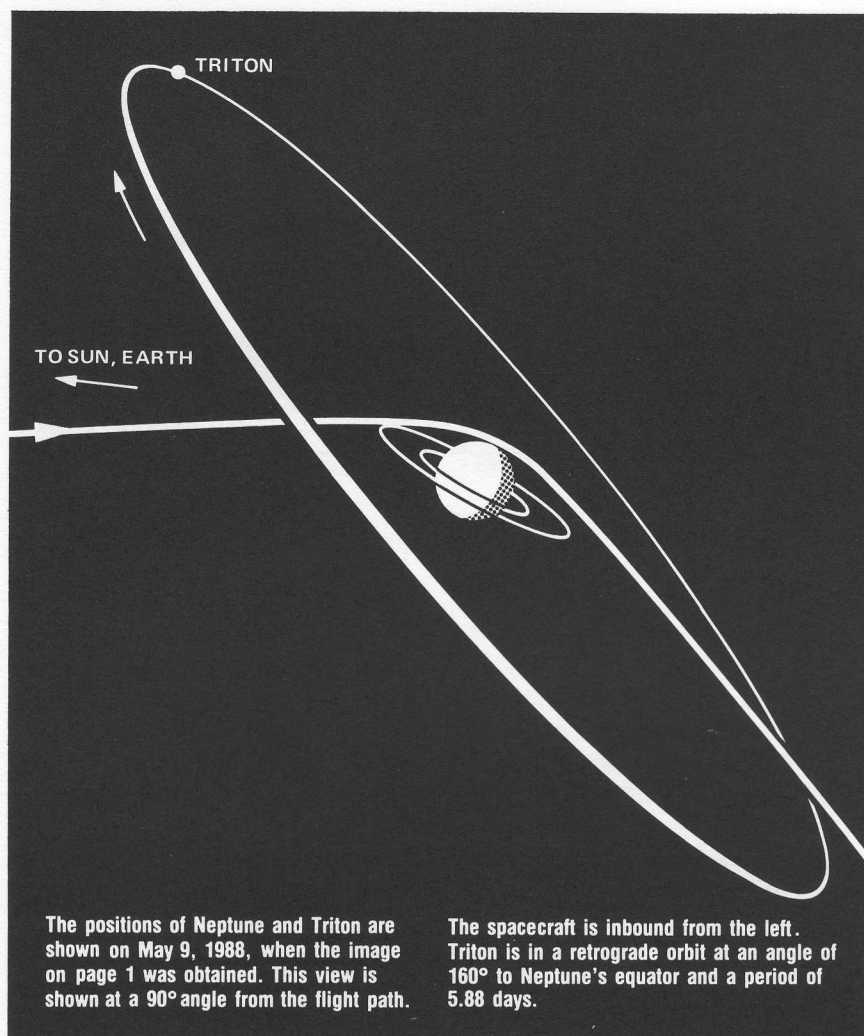 TRITON
TO SUN, EARTH
The positions of Neptune and Triton are
shown on May 9, 1988, when the image
on page 1 was obtained. This view is
shown at a 90° angle from the flight path.
The spacecraft is inbound from the left.
Triton is in a retrograde orbit at an angle of
160° to Neptune's equator and a period of
5.88 days.